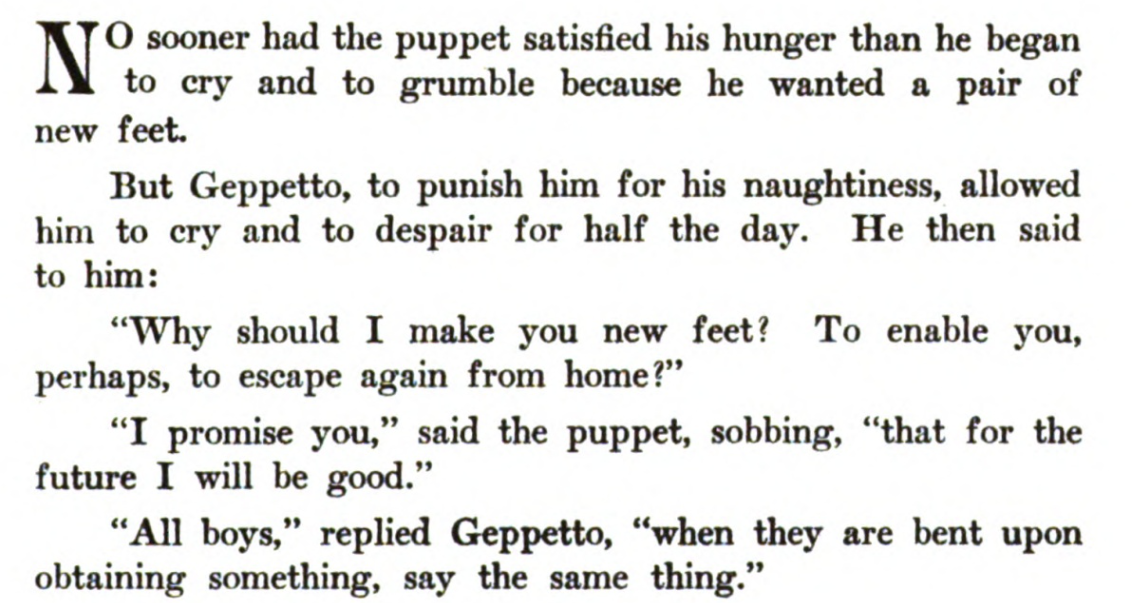 NO sooner had the puppet satisfied his hunger than he began
to cry and to grumble because he wanted a pair of
new feet.
But Geppetto, to punish him for his naughtiness, allowed
him to cry and to despair for half the day. He then said
to him:
“Why should I make you new feet? To enable you,
perhaps, to escape again from home?”
“I promise you,” said the puppet, sobbing, “that for the
future I will be good.”
“All boys,” replied Geppetto, “when they are bent upon
obtaining something, say the same thing.”